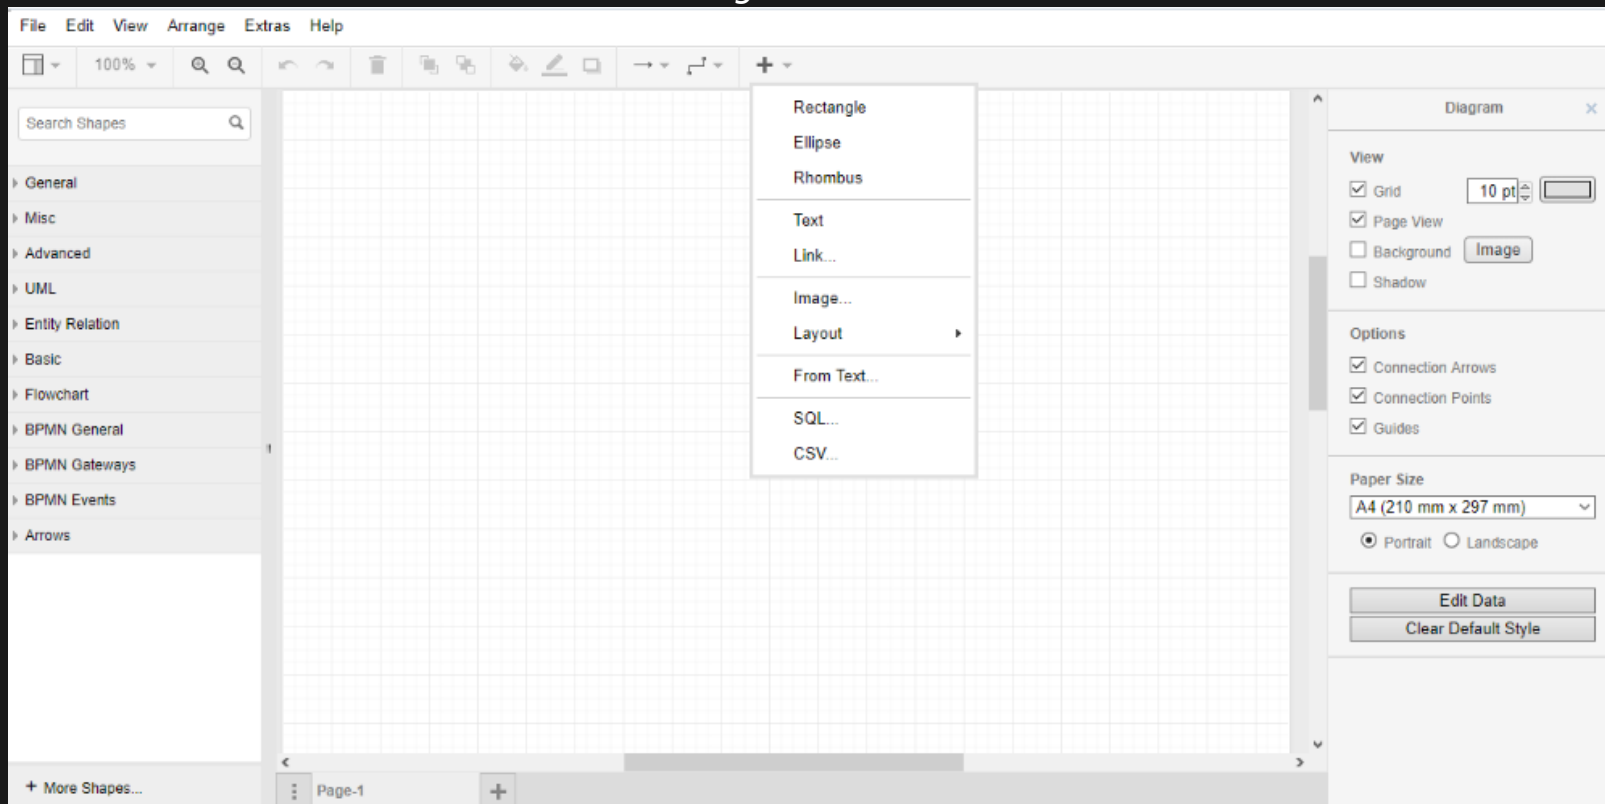 File Edit View Arrange Extras Help
100%
Search Shapes
General
Misc
Advanced
UML
Entity Relation
Basic
Flowchart
BPMN General
BPMN Gateways
BPMN Events
Arrows
+ More Shapes...
Rectangle
Ellipse
Rhombus
Text
Link...
Image...
Layout
From Text...
SQL...
CSV...
Page-1
Diagram
View
Grid 10 pt
Page View
Background Image
Shadow
Options
Connection Arrows
Connection Points
Guides
Paper Size
A4 (210 mm x 297 mm)
Portrait Landscape
Edit Data
Clear Default Style